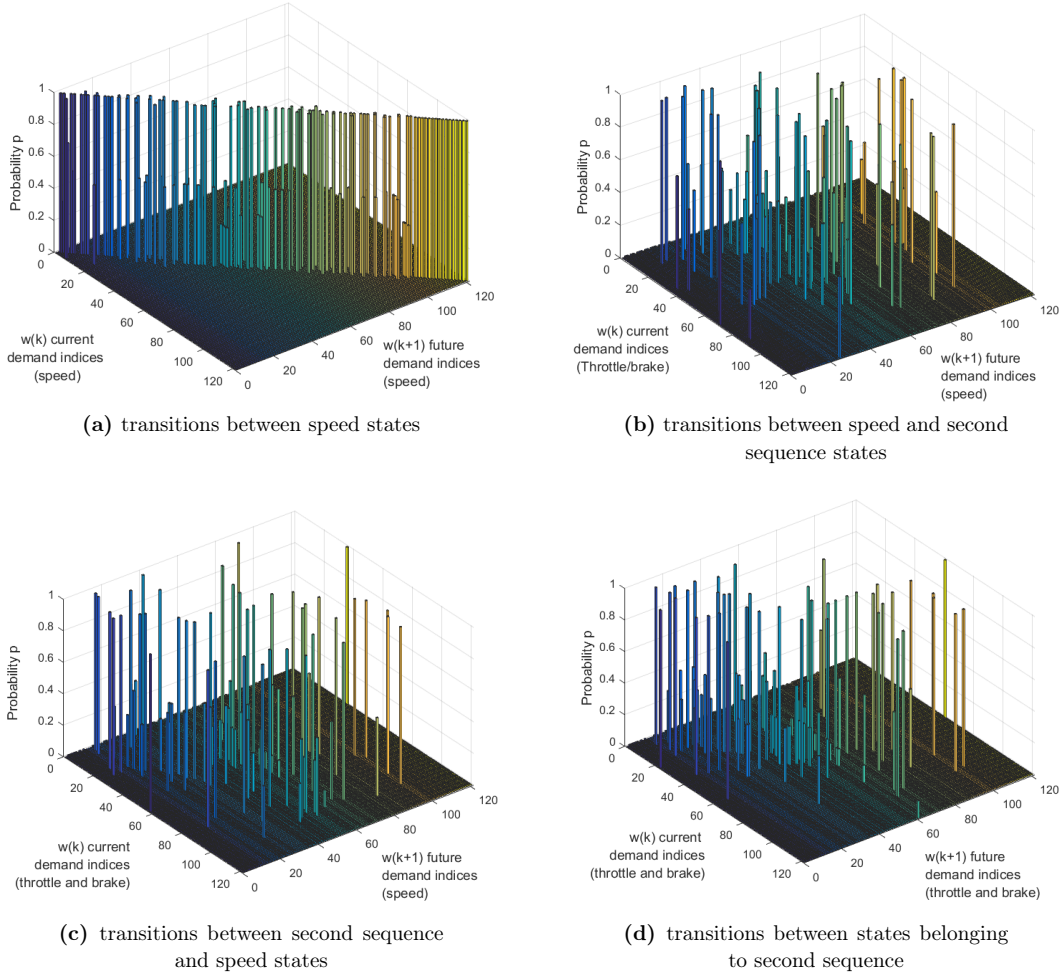 1
0.8
0.6
0.4
0.2
0
Probability p
0
20
40
60
80
100
120
w(k) current
demand indices
(speed)
0
20
40
60
80
100
120
w(k+1) future
demand indices
(speed)
(a) transitions between speed states
1
0.8
0.6
0.4
0.2
0
Probability p
0
20
40
60
80
100
120
w(k) current
demand indices
(Throttle/brake)
0
20
40
60
80
100
120
w(k+1) future
demand indices
(speed)
(b) transitions between speed and second
sequence states
1
0.8
0.6
0.4
0.2
0
Probability p
0
20
40
60
80
100
120
w(k) current
demand indices
(throttle and brake)
0
20
40
60
80
100
120
w(k+1) future
demand indices
(speed)
(c) transitions between second sequence
and speed states
1
0.8
0.6
0.4
0.2
0
Probability p
0
20
40
60
80
100
120
w(k) current
demand indices
(throttle and brake)
0
20
40
60
80
100
120
w(k+1) future
demand indices
(throttle and brake)
(d) transitions between states belonging
to second sequence